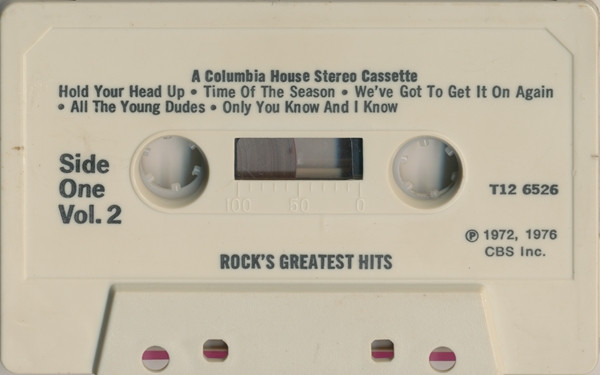 A Columbia House Stereo Cassette
Hold Your Head Up • Time Of The Season • We've Got To Get It On Again
• All The Young Dudes • Only You Know And I Know
Side
One
Vol. 2
100 50 0
T12 6526
℗ 1972, 1976
CBS Inc.
ROCK'S GREATEST HITS